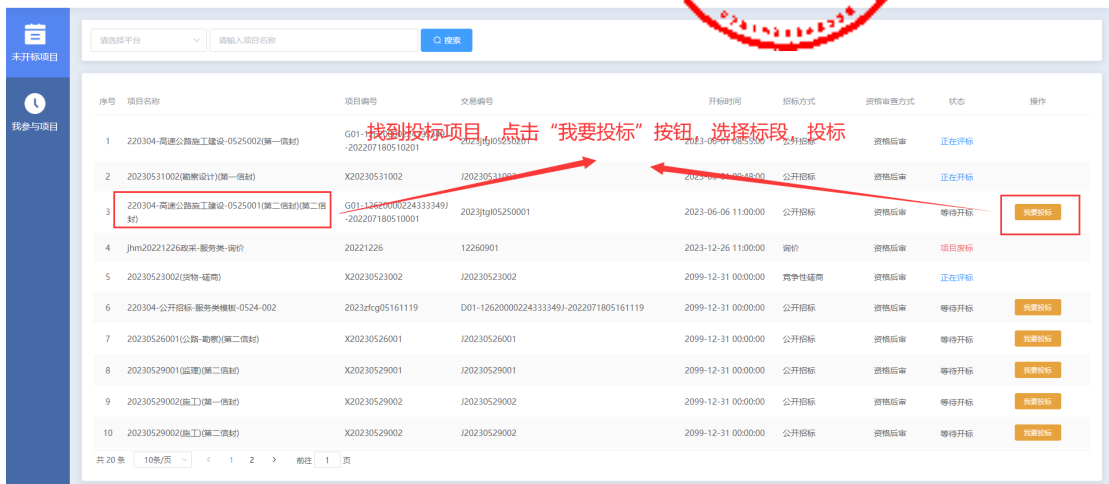 未开标项目
我参与项目
请选择平台 请输入项目名称 搜索
序号 项目名称 项目编号 交易编号 开标时间 招标方式 资格审查方式 状态 操作
找到投标项目，点击“我要投标”按钮，选择标段，投标
1 220304-高速公路施工建设-0525002(第一信封) 2023jtgl05250201 2023-06-01 08:55:00 公开招标 资格后审 正在评标
-202207180510201
2 20230531002(勘察设计)(第一信封) X20230531002 J20230531002 公开招标 资格后审 正在开标
220304-高速公路施工建设-0525001(第二信封)(第二信 G01-12620000224333349J
3 2023jtgl05250001 2023-06-06 11:00:00 公开招标 资格后审 等待开标 我要投标
封) -202207180510001
4 jhm20221226政采-服务类-询价 20221226 12260901 2023-12-26 11:00:00 询价 资格后审 项目废标
5 20230523002(货物-磋商) X20230523002 J20230523002 2099-12-31 00:00:00 竞争性磋商 资格后审 正在评标
6 220304-公开招标-服务类模板-0524-002 2023zfcg05161119 D01-12620000224333349J-2022071805161119 2099-12-31 00:00:00 公开招标 资格后审 等待开标 我要投标
7 20230526001(公路-勘察)(第二信封) X20230526001 J20230526001 2099-12-31 00:00:00 公开招标 资格后审 等待开标 我要投标
8 20230529001(监理)(第二信封) X20230529001 J20230529001 2099-12-31 00:00:00 公开招标 资格后审 等待开标 我要投标
9 20230529002(施工)(第一信封) X20230529002 J20230529002 2099-12-31 00:00:00 公开招标 资格后审 等待开标 我要投标
10 20230529002(施工)(第二信封) X20230529002 J20230529002 2099-12-31 00:00:00 公开招标 资格后审 等待开标 我要投标
共 20 条 10条/页 < 1 2 > 前往 1 页